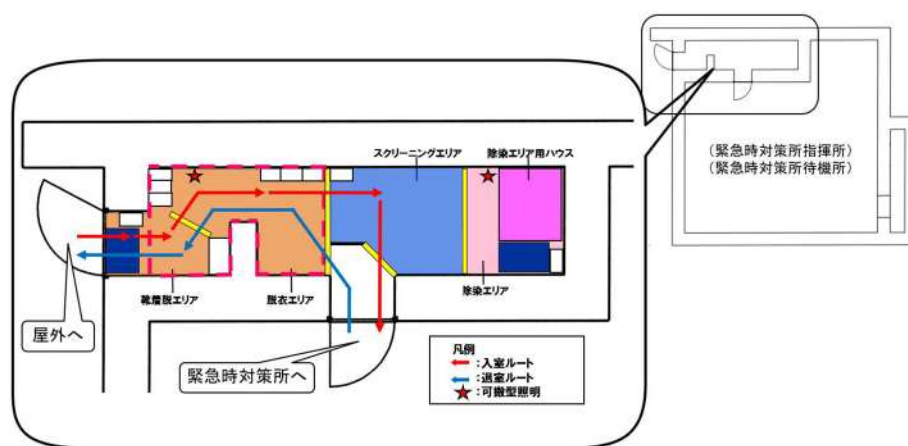 (緊急時対策所指揮所)
(緊急時対策所待機所)
スクリーニングエリア
除染エリア用ハウス
靴着脱エリア
脱衣エリア
除染エリア
屋外へ
緊急時対策所へ
凡例
:入室ルート
:退室ルート
:可搬型照明